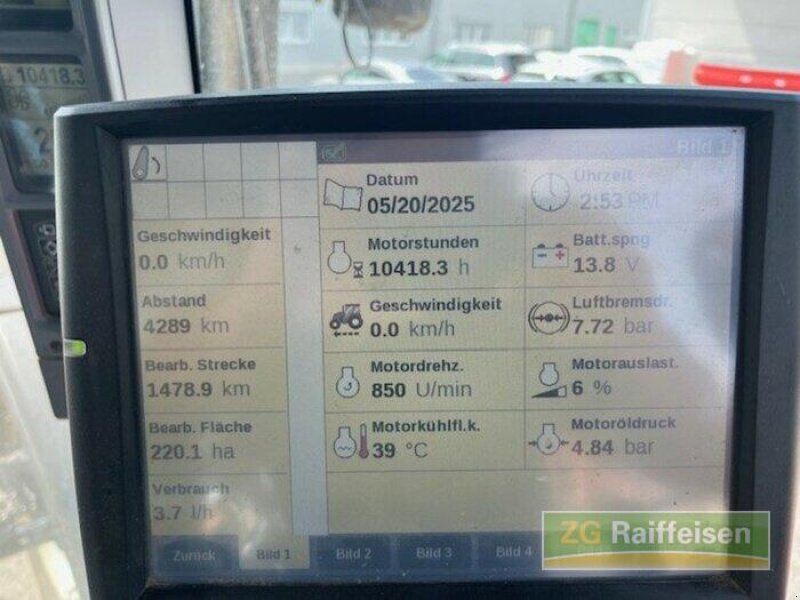 10418.3
Bild 1
Datum
05/20/2025
Uhrzeit
2:53 PM
Geschwindigkeit
0.0 km/h
Motorstunden
10418.3 h
Batt.spng
13.8 V
Abstand
4289 km
Geschwindigkeit
0.0 km/h
Luftbremsdr.
7.72 bar
Bearb. Strecke
1478.9 km
Motordrehz.
850 U/min
Motorauslast.
6 %
Bearb. Fläche
220.1 ha
Motorkühlfl.k.
39 °C
Motoröldruck
4.84 bar
Verbrauch
3.7 l/h
Zurück
Bild 1
Bild 2
Bild 3
Bild 4
ZG Raiffeisen